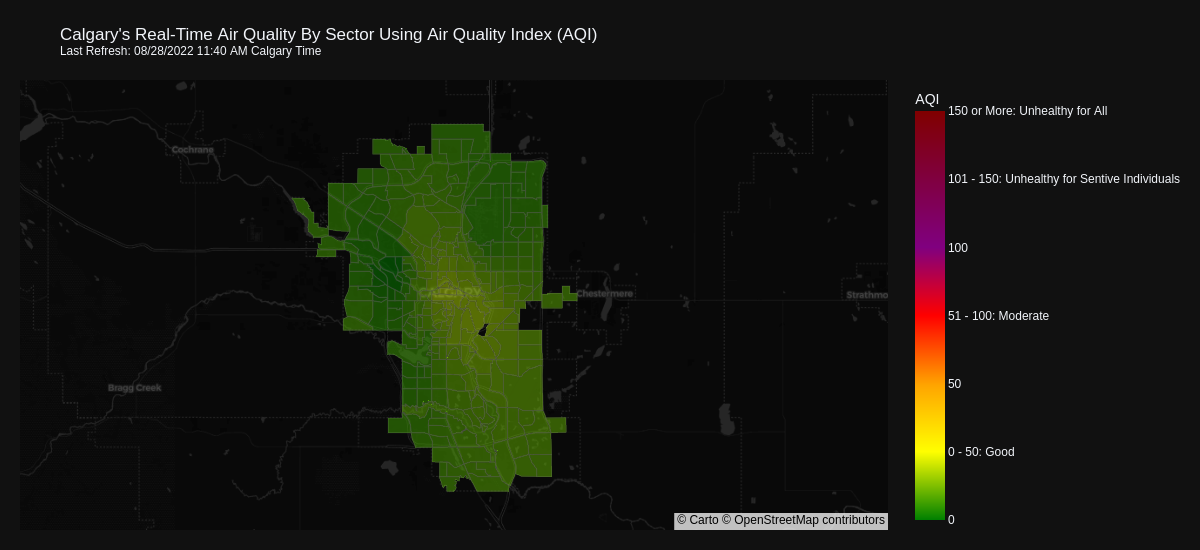 Calgary's Real-Time Air Quality By Sector Using Air Quality Index (AQI)
Last Refresh: 08/28/2022 11:40 AM Calgary Time
AQI
150 or More: Unhealthy for All
Cochrane
101 - 150: Unhealthy for Sentive Individuals
100
CALGARY
Chestermere
Strathmo
51 - 100: Moderate
Bragg Creek
50
0 - 50: Good
0
© Carto © OpenStreetMap contributors